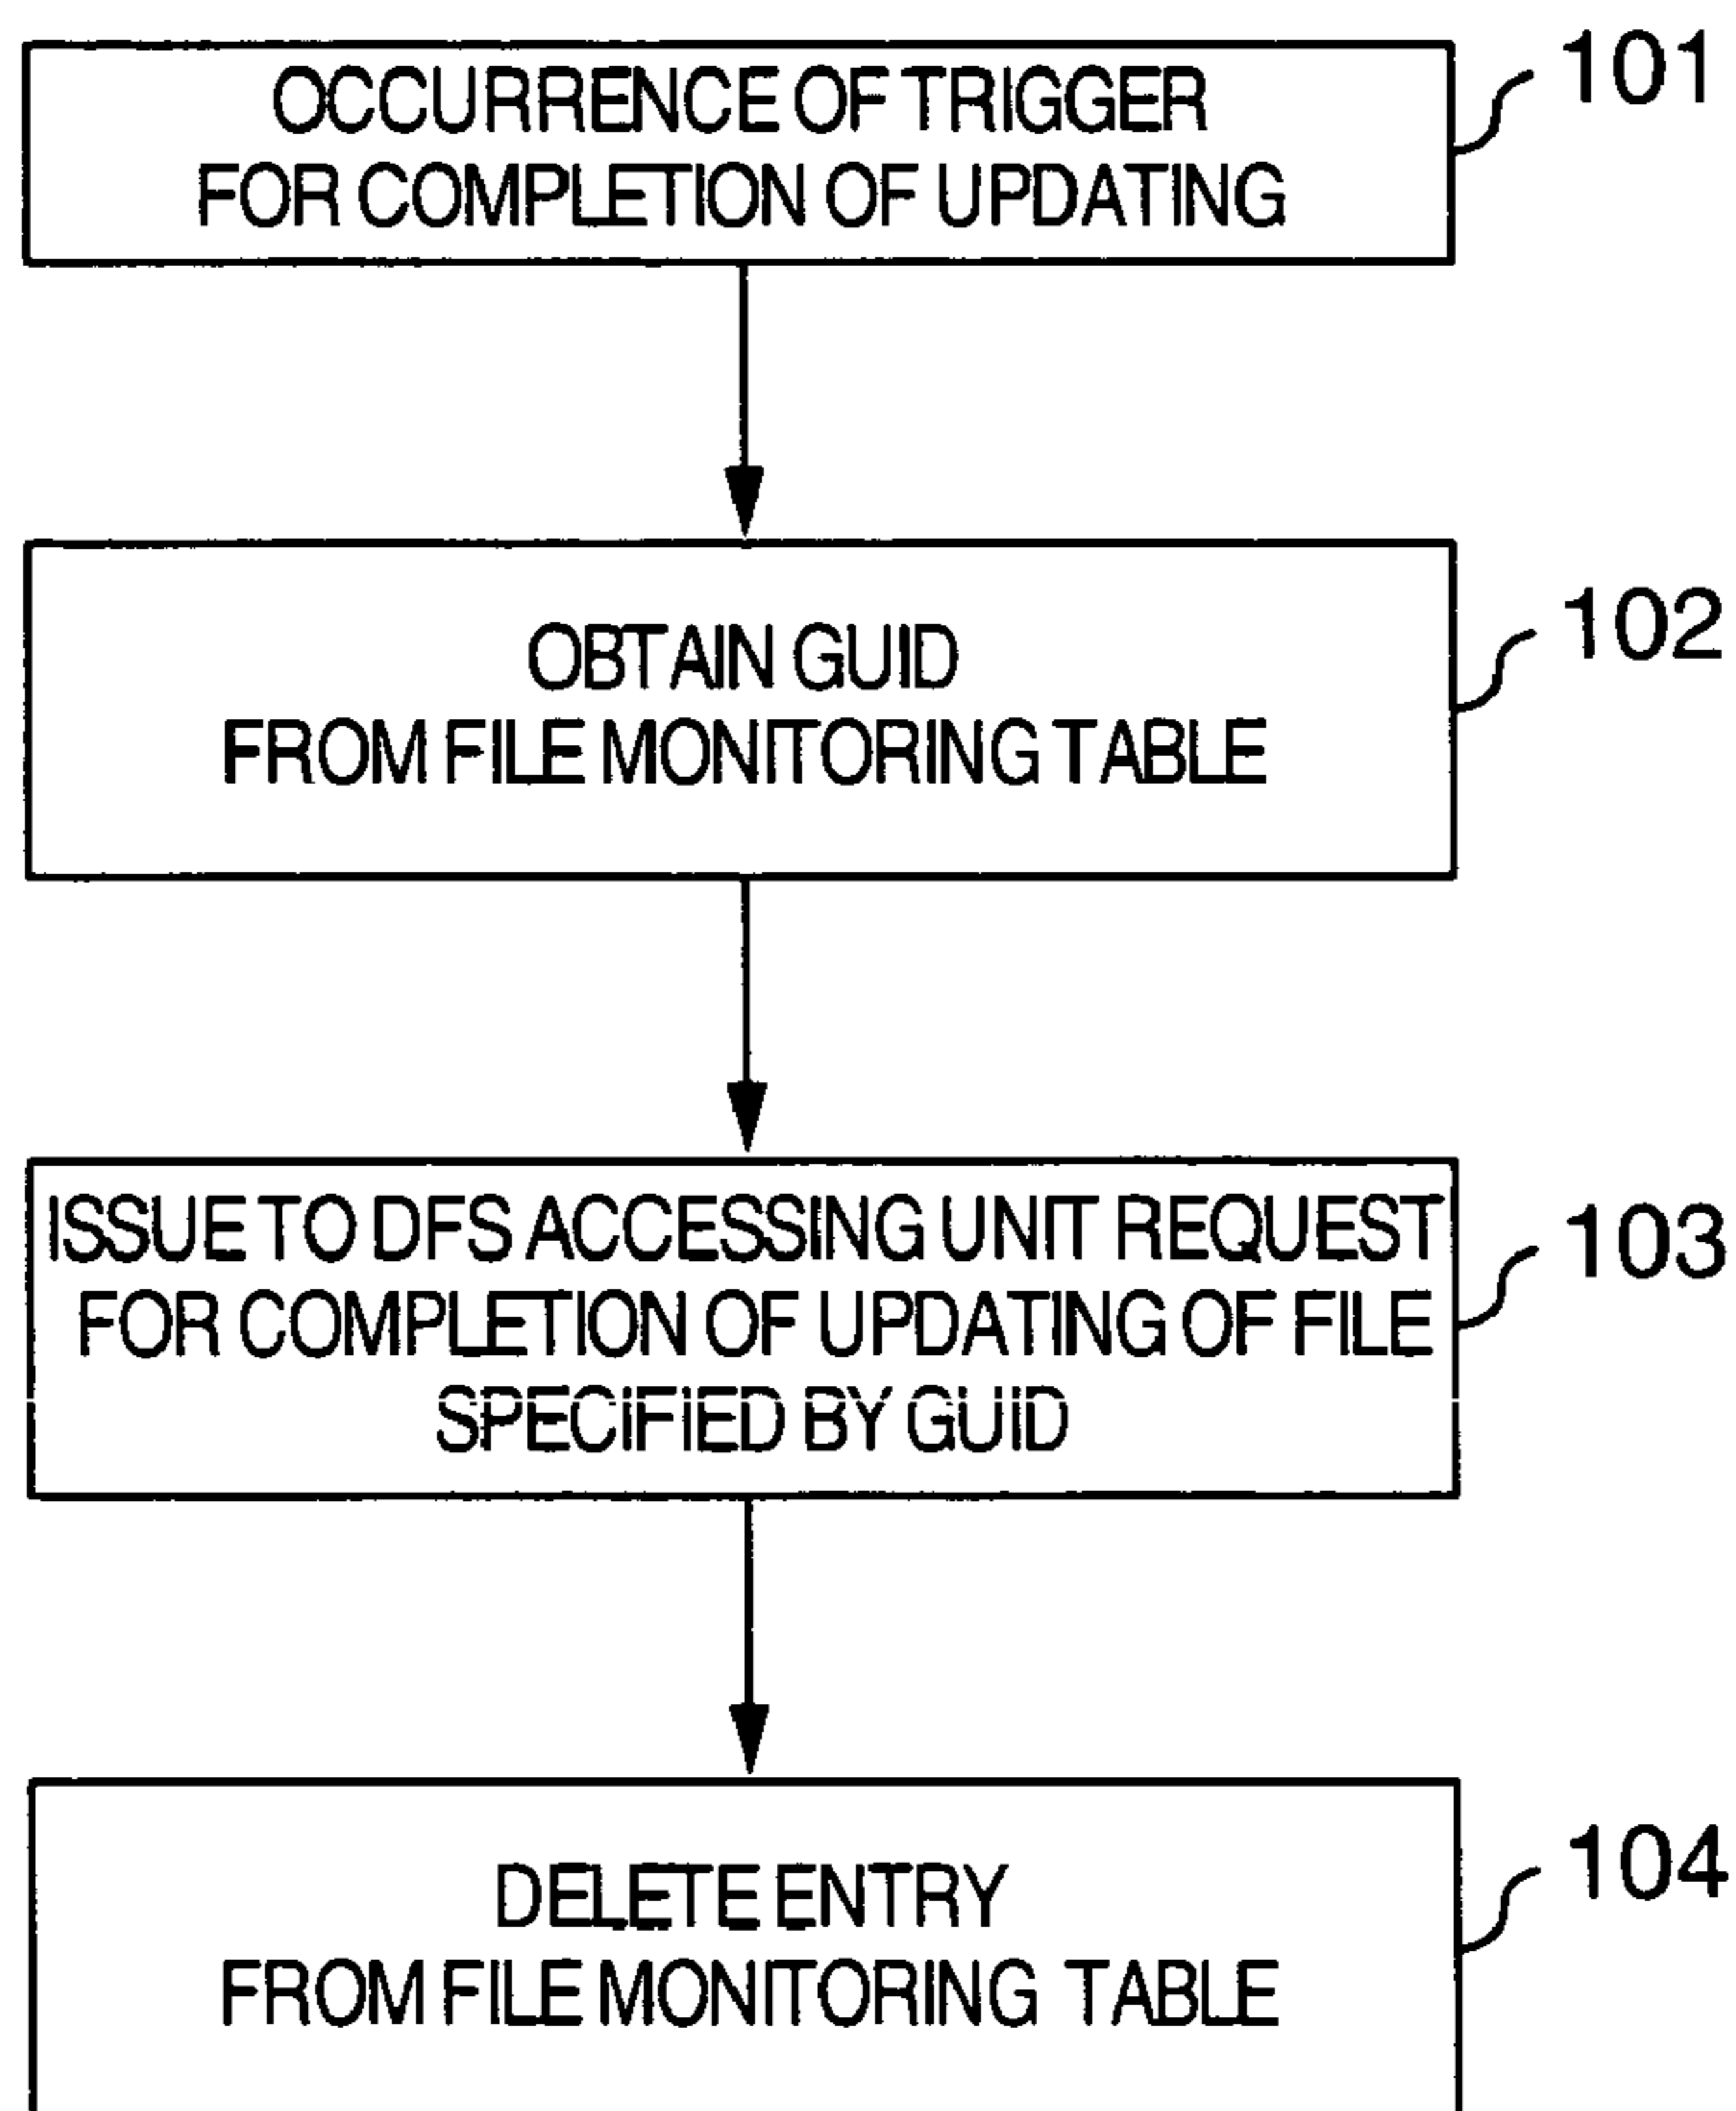 OCCURRENCE OF TRIGGER
FOR COMPLETION OF UPDATING
101
OBTAIN GUID
FROM FILE MONITORING TABLE
102
ISSUE TO DFS ACCESSING UNIT REQUEST
FOR COMPLETION OF UPDATING OF FILE
SPECIFIED BY GUID
103
DELETE ENTRY
FROM FILE MONITORING TABLE
104